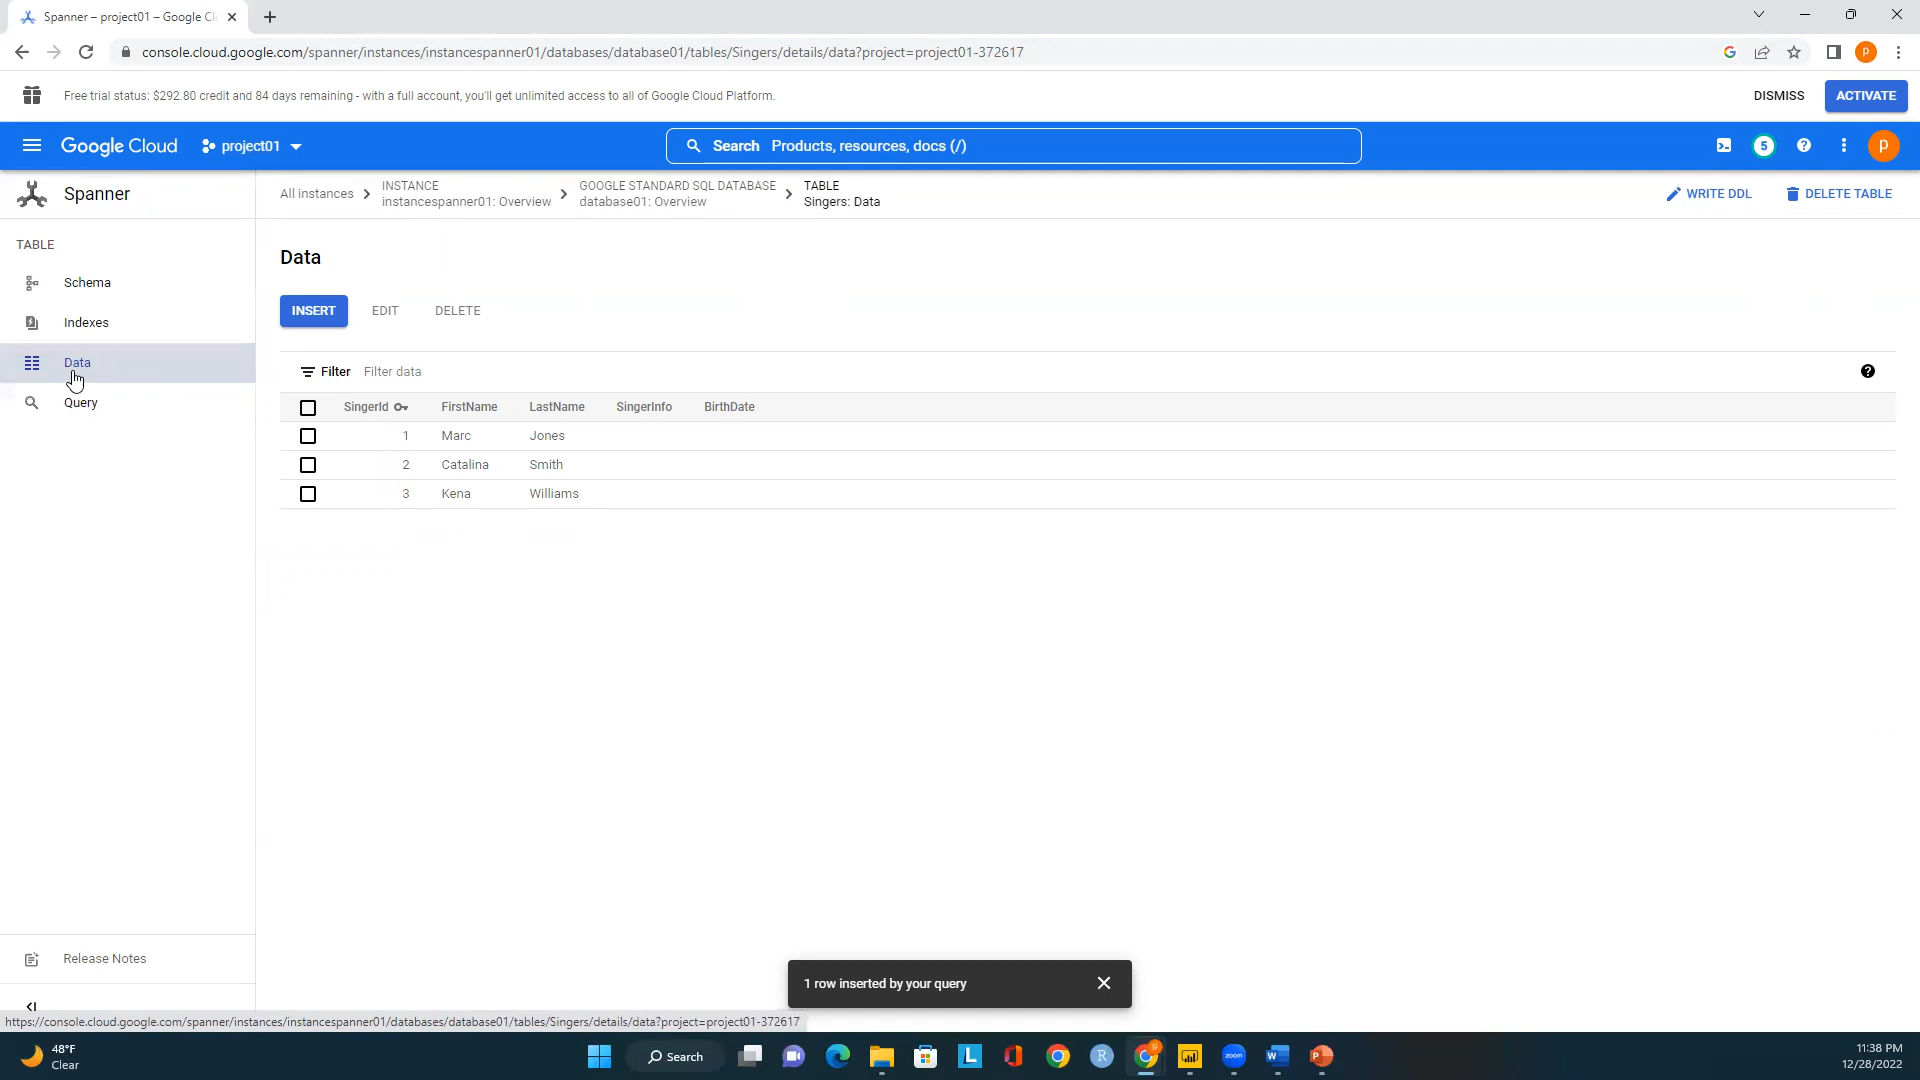 Spanner – project01 – Google Cl
console.cloud.google.com/spanner/instances/instancespanner01/databases/database01/tables/Singers/details/data?project=project01-372617
P
Free trial status: $292.80 credit and 84 days remaining - with a full account, you'll get unlimited access to all of Google Cloud Platform.
DISMISS
ACTIVATE
Google Cloud
project01
Search Products, resources, docs (/)
5
p
Spanner
All instances
INSTANCE
instancespanner01: Overview
GOOGLE STANDARD SQL DATABASE
database01: Overview
TABLE
Singers: Data
WRITE DDL
DELETE TABLE
TABLE
Schema
Indexes
Data
Query
Data
INSERT EDIT DELETE
Filter Filter data
SingerId FirstName LastName SingerInfo BirthDate
1 Marc Jones
2 Catalina Smith
3 Kena Williams
Release Notes
1 row inserted by your query
https://console.cloud.google.com/spanner/instances/instancespanner01/databases/database01/tables/Singers/details/data?project=project01-372617
48°F
Clear
Search
L
R
zoom
W
P
11:38 PM
12/28/2022